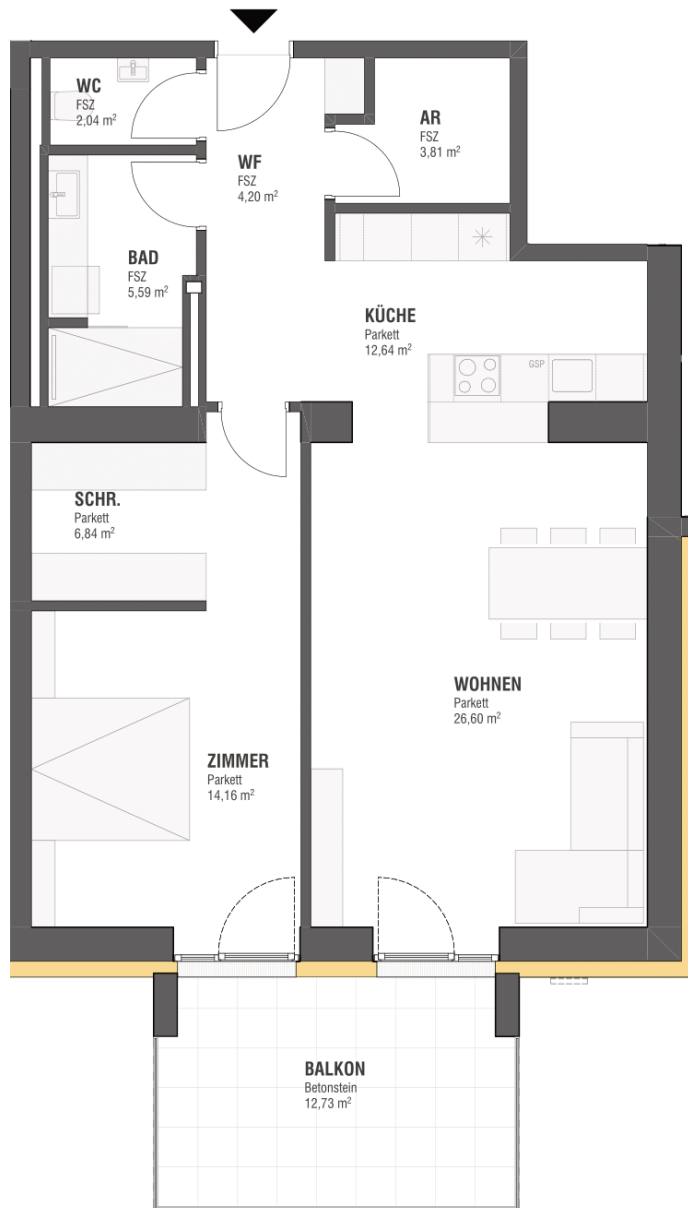 WC
FSZ
2,04 m²
AR
FSZ
3,81 m²
WF
FSZ
4,20 m²
BAD
FSZ
5,59 m²
KÜCHE
Parkett
12,64 m²
GSP
SCHR.
Parkett
6,84 m²
WOHNEN
Parkett
26,60 m²
ZIMMER
Parkett
14,16 m²
BALKON
Betonstein
12,73 m²